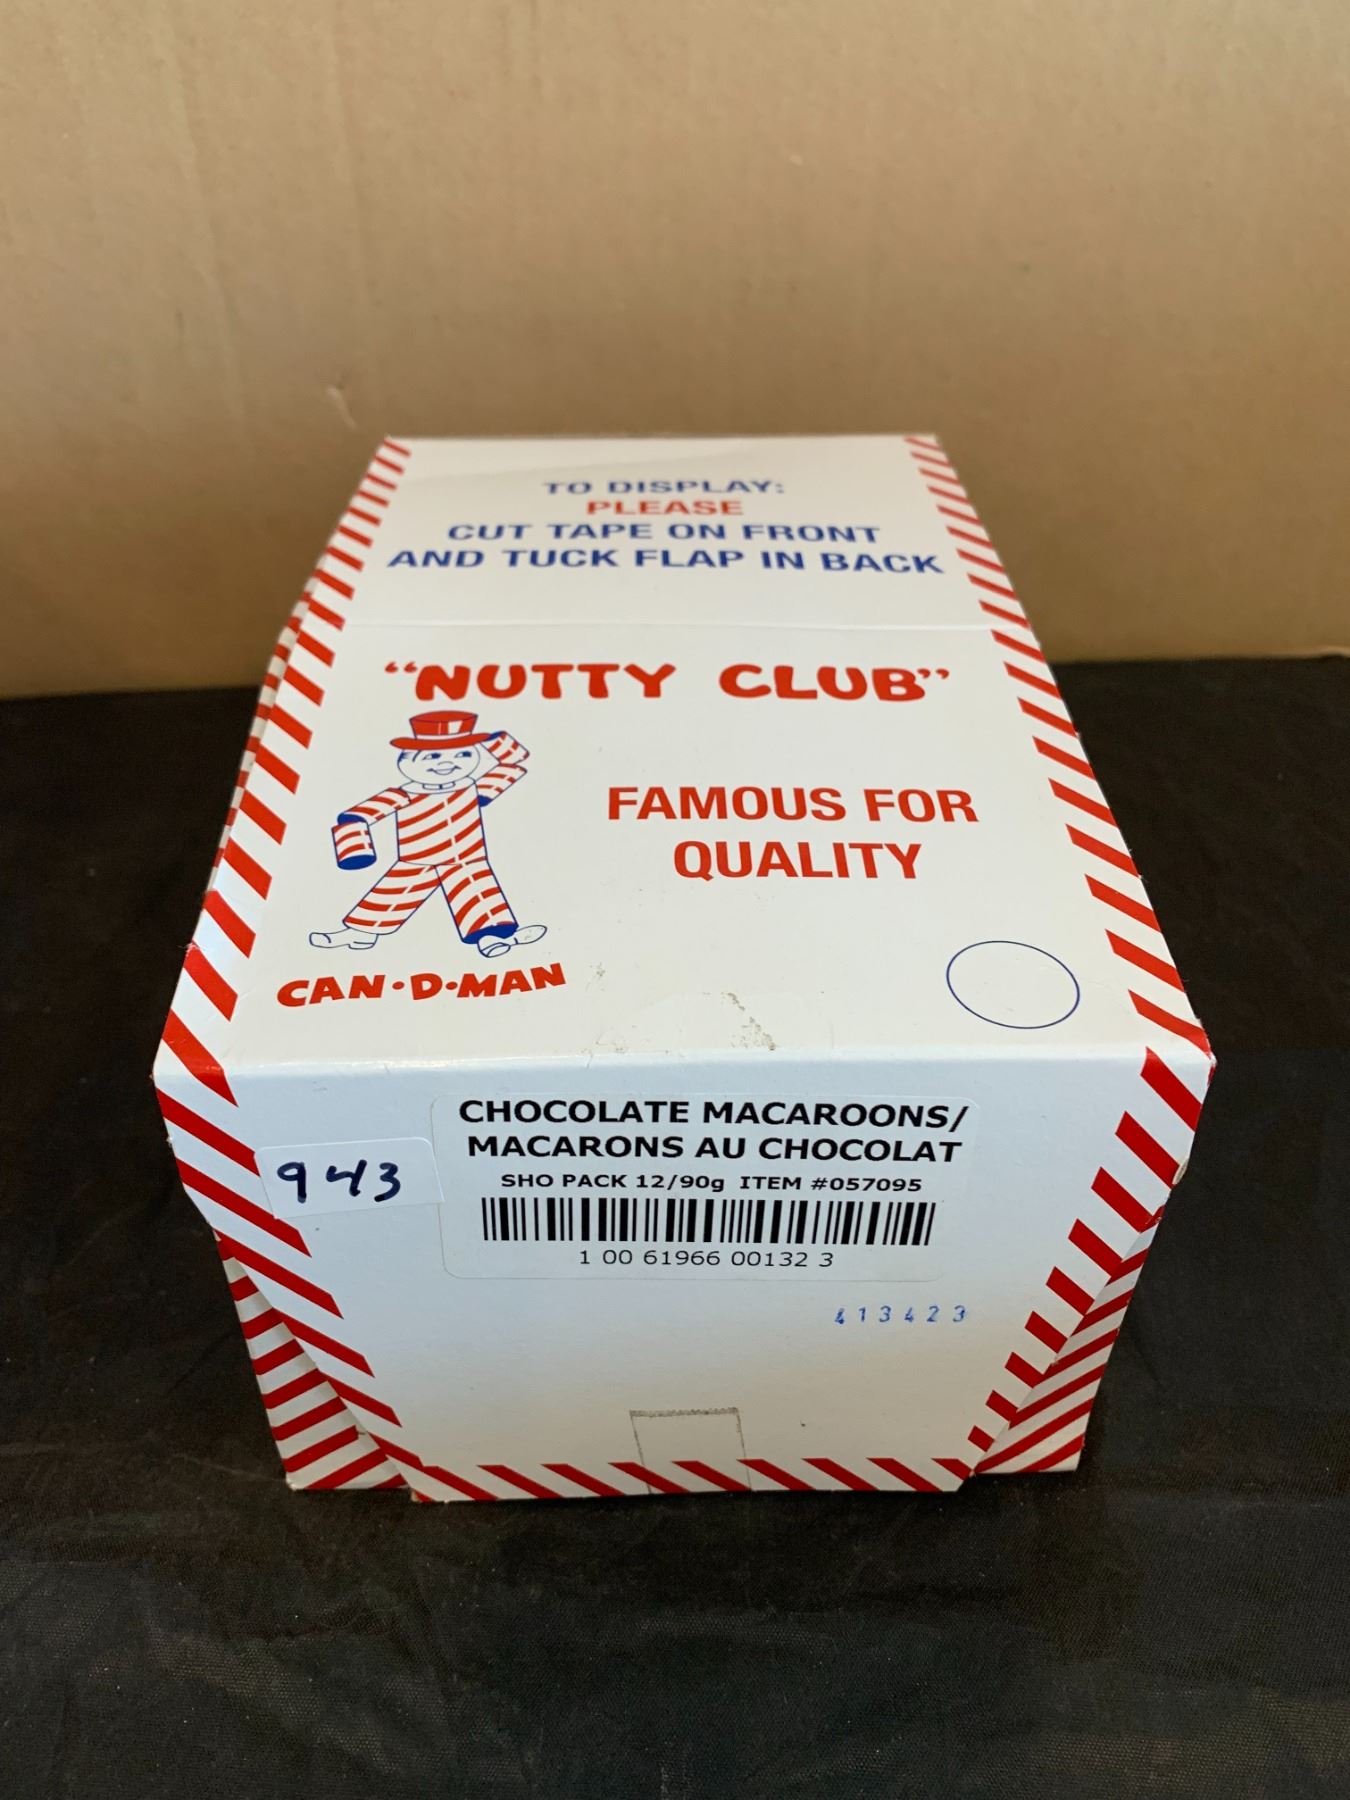 TO DISPLAY:
PLEASE
CUT TAPE ON FRONT
AND TUCK FLAP IN BACK
“NUTTY CLUB”
FAMOUS FOR
QUALITY
CAN·D·MAN
CHOCOLATE MACAROONS/
MACARONS AU CHOCOLAT
SHO PACK 12/90g ITEM #057095
1 00 61966 00132 3
943
413423